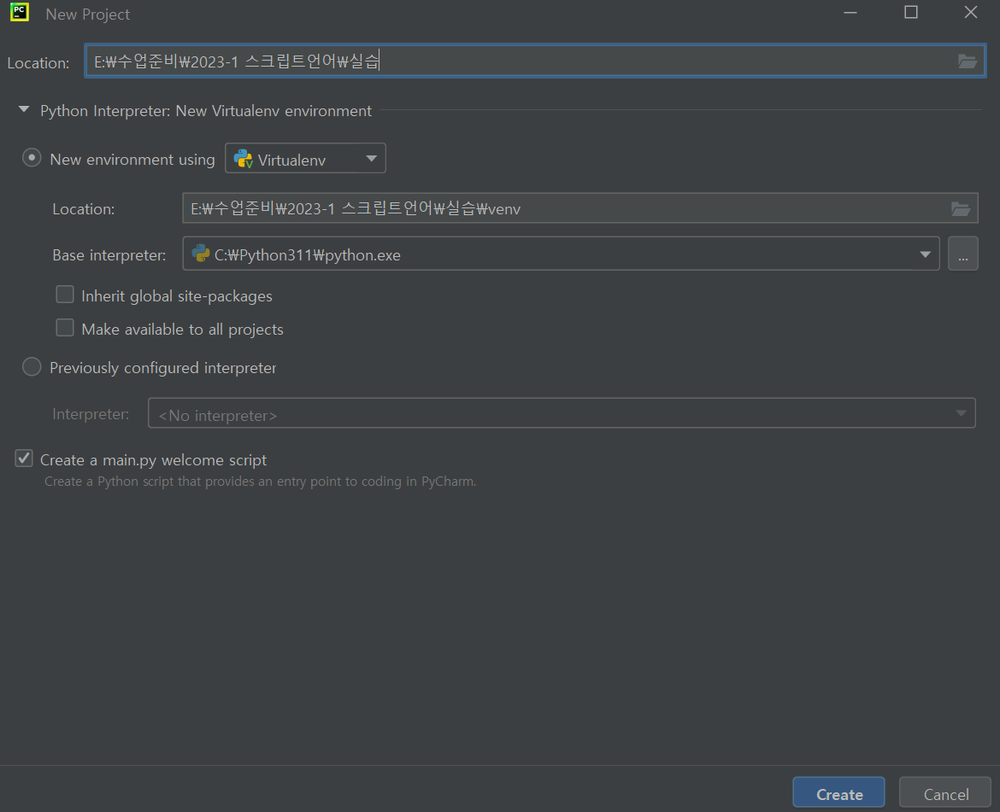 PC
New Project
Location: E:₩수업준비₩2023-1 스크립트언어₩실습
Python Interpreter: New Virtualenv environment
New environment using Virtualenv
Location: E:₩수업준비₩2023-1 스크립트언어₩실습₩venv
Base interpreter: C:₩Python311₩python.exe ...
Inherit global site-packages
Make available to all projects
Previously configured interpreter
Interpreter: <No interpreter>
Create a main.py welcome script
Create a Python script that provides an entry point to coding in PyCharm.
Create Cancel